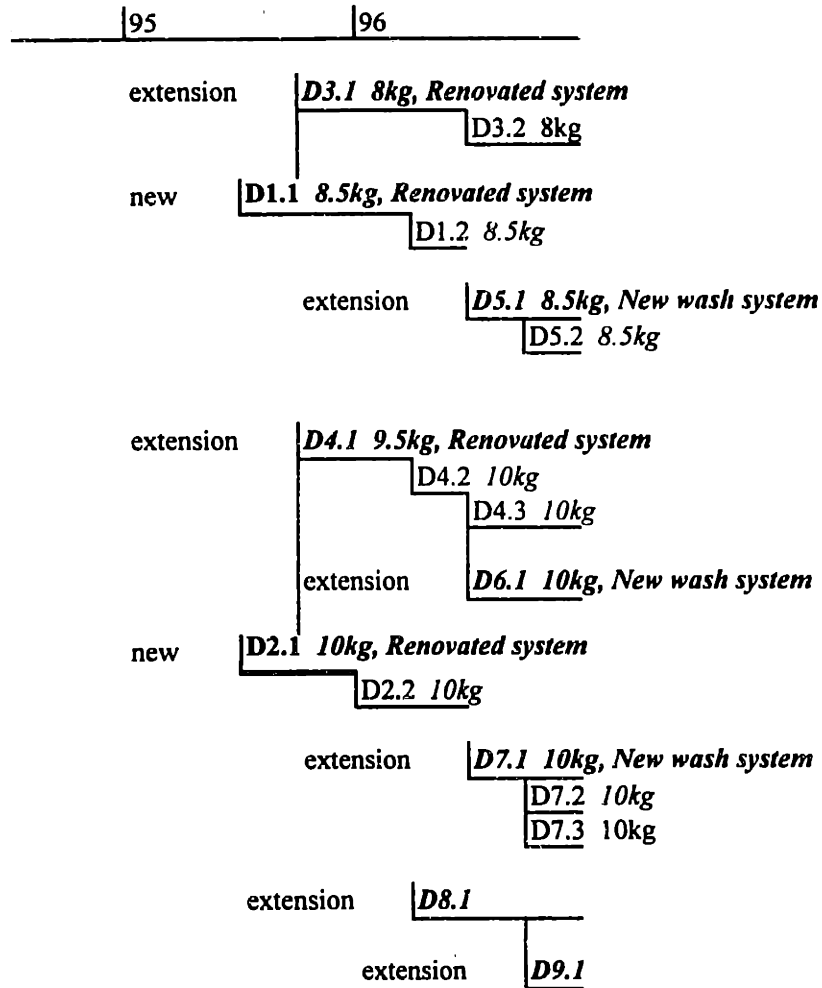 95 96
extension D3.1 8kg, Renovated system
D3.2 8kg
new D1.1 8.5kg, Renovated system
D1.2 8.5kg
extension D5.1 8.5kg, New wash system
D5.2 8.5kg
extension D4.1 9.5kg, Renovated system
D4.2 10kg
D4.3 10kg
extension D6.1 10kg, New wash system
new D2.1 10kg, Renovated system
D2.2 10kg
extension D7.1 10kg, New wash system
D7.2 10kg
D7.3 10kg
extension D8.1
extension D9.1